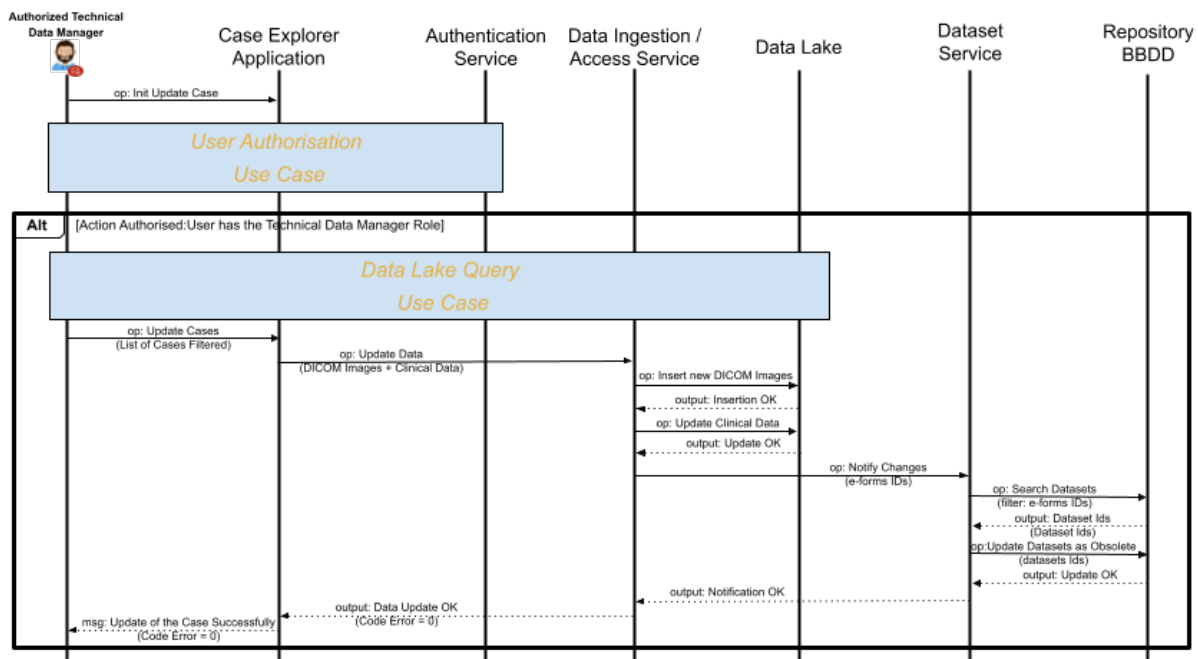 Authorized Technical
Data Manager
Case Explorer
Application
Authentication
Service
Data Ingestion /
Access Service
Data Lake
Dataset
Service
Repository
BBDD
op: Init Update Case
User Authorisation
Use Case
Alt
[Action Authorised:User has the Technical Data Manager Role]
Data Lake Query
Use Case
op: Update Cases
(List of Cases Filtered)
op: Update Data
(DICOM Images + Clinical Data)
op: Insert new DICOM Images
output: Insertion OK
op: Update Clinical Data
output: Update OK
op: Notify Changes
(e-forms IDs)
op: Search Datasets
(filter: e-forms IDs)
output: Dataset Ids
(Dataset Ids)
op:Update Datasets as Obsolete
(datasets Ids)
output: Update OK
output: Notification OK
output: Data Update OK
(Code Error = 0)
msg: Update of the Case Successfully
(Code Error = 0)